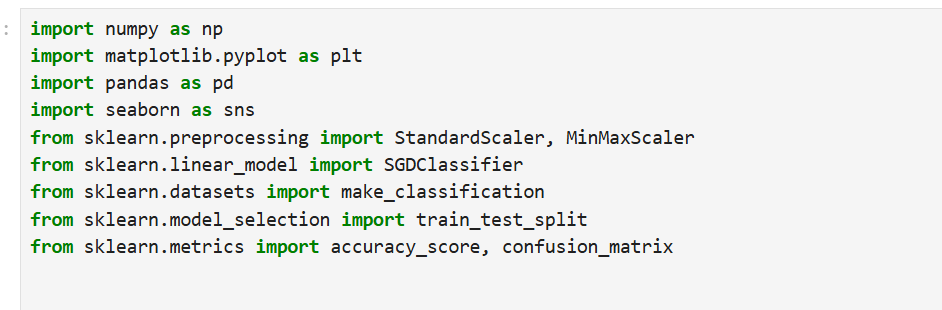 :
import numpy as np
import matplotlib.pyplot as plt
import pandas as pd
import seaborn as sns
from sklearn.preprocessing import StandardScaler, MinMaxScaler
from sklearn.linear_model import SGDClassifier
from sklearn.datasets import make_classification
from sklearn.model_selection import train_test_split
from sklearn.metrics import accuracy_score, confusion_matrix